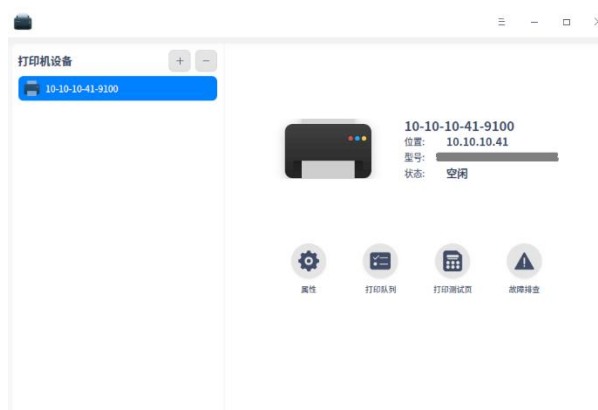 打印机设备
+ −
10-10-10-41-9100
10-10-10-41-9100
位置: 10.10.10.41
型号:
状态: 空闲
属性 打印队列 打印测试页 故障排查